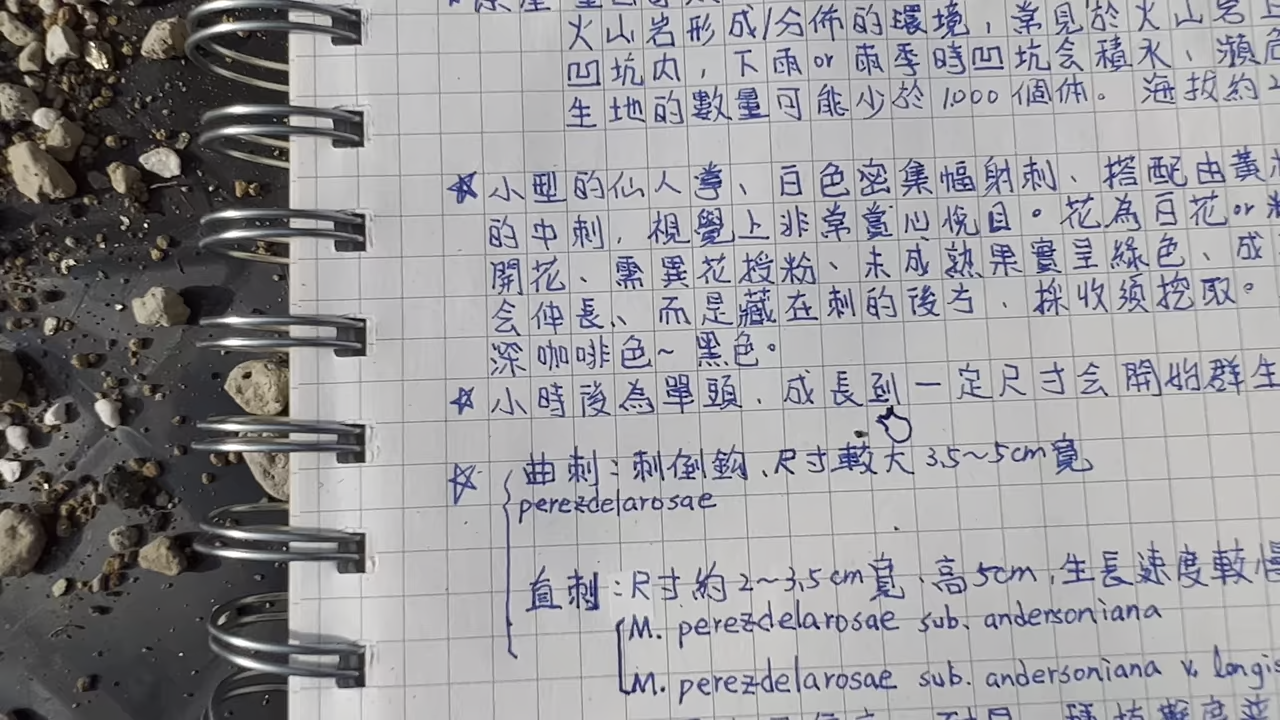 火山岩形成/分佈的環境，常見於火山岩上
凹坑內，下雨or雨季時凹坑会積水、瀕危
生地的數量可能少於1000個体。海拔約2
☆小型的仙人掌、白色密集幅射刺、搭配由黃
的中刺，視覺上非常賞心悅目。花為白花or
開花、需異花授粉、未成熟果實呈綠色、成
会伸長、而是藏在刺的後方、採收須挖取。
深咖啡色~黑色。
☆小時後為單頭，成長到一定尺寸会開始群生
☆曲刺：刺倒鈎、尺寸較大3.5~5cm寬
perezdelarosae
直刺：尺寸約2~3.5cm寬、高5cm，生長速度較慢
M. perezdelarosae sub. andersoniana
M. perezdelarosae sub. andersoniana v. longis